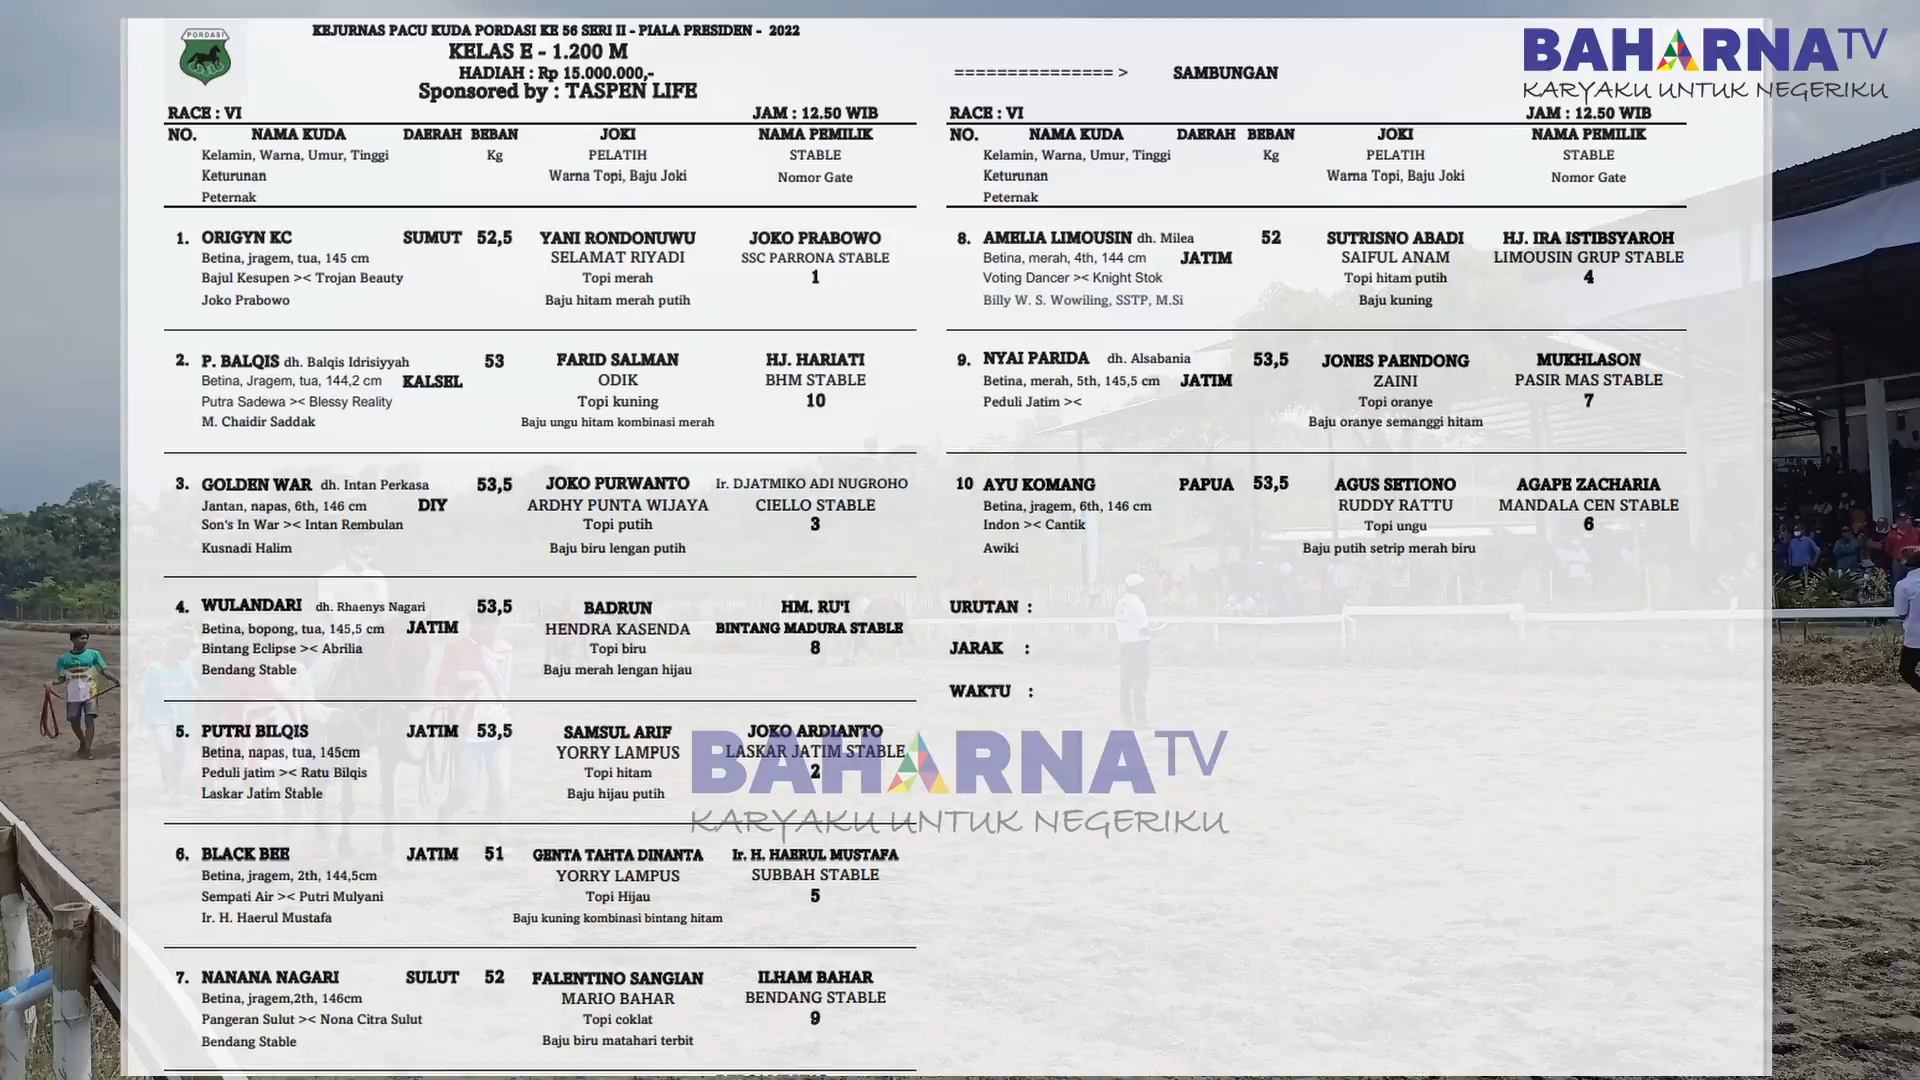 PORDASI
KEJURNAS PACU KUDA PORDASI KE 56 SERI II - PIALA PRESIDEN - 2022
KELAS E - 1.200 M
HADIAH : Rp 15.000.000,-
Sponsored by : TASPEN LIFE
RACE : VI JAM : 12.50 WIB
NO. NAMA KUDA DAERAH BEBAN JOKI NAMA PEMILIK
Kelamin, Warna, Umur, Tinggi Kg PELATIH STABLE
Keturunan Warna Topi, Baju Joki Nomor Gate
Peternak
1. ORIGYN KC SUMUT 52,5 YANI RONDONUWU JOKO PRABOWO
Betina, jragem, tua, 145 cm SELAMAT RIYADI SSC PARRONA STABLE
Bajul Kesupen >< Trojan Beauty Topi merah 1
Joko Prabowo Baju hitam merah putih
2. P. BALQIS dh. Balqis Idrisiyyah 53 FARID SALMAN HJ. HARIATI
Betina, Jragem, tua, 144,2 cm KALSEL ODIK BHM STABLE
Putra Sadewa >< Blessy Reality Topi kuning 10
M. Chaidir Saddak Baju ungu hitam kombinasi merah
3. GOLDEN WAR dh. Intan Perkasa 53,5 JOKO PURWANTO Ir. DJATMIKO ADI NUGROHO
Jantan, napas, 6th, 146 cm DIY ARDHY PUNTA WIJAYA CIELLO STABLE
Son's In War >< Intan Rembulan Topi putih 3
Kusnadi Halim Baju biru lengan putih
4. WULANDARI dh. Rhaenys Nagari 53,5 BADRUN HM. RU'I
Betina, bopong, tua, 145,5 cm JATIM HENDRA KASENDA BINTANG MADURA STABLE
Bintang Eclipse >< Abrilia Topi biru 8
Bendang Stable Baju merah lengan hijau
5. PUTRI BILQIS JATIM 53,5 SAMSUL ARIF JOKO ARDIANTO
Betina, napas, tua, 145cm YORRY LAMPUS LASKAR JATIM STABLE
Peduli jatim >< Ratu Bilqis Topi hitam 2
Laskar Jatim Stable Baju hijau putih
6. BLACK BEE JATIM 51 GENTA TAHTA DINANTA Ir. H. HAERUL MUSTAFA
Betina, jragem, 2th, 144,5cm YORRY LAMPUS SUBBAH STABLE
Sempati Air >< Putri Mulyani Topi Hijau 5
Ir. H. Haerul Mustafa Baju kuning kombinasi bintang hitam
7. NANANA NAGARI SULUT 52 FALENTINO SANGIAN ILHAM BAHAR
Betina, jragem,2th, 146cm MARIO BAHAR BENDANG STABLE
Pangeran Sulut >< Nona Citra Sulut Topi coklat 9
Bendang Stable Baju biru matahari terbit
=============== > SAMBUNGAN
RACE : VI JAM : 12.50 WIB
NO. NAMA KUDA DAERAH BEBAN JOKI NAMA PEMILIK
Kelamin, Warna, Umur, Tinggi Kg PELATIH STABLE
Keturunan Warna Topi, Baju Joki Nomor Gate
Peternak
8. AMELIA LIMOUSIN dh. Milea 52 SUTRISNO ABADI HJ. IRA ISTIBSYAROH
Betina, merah, 4th, 144 cm JATIM SAIFUL ANAM LIMOUSIN GRUP STABLE
Voting Dancer >< Knight Stok Topi hitam putih 4
Billy W. S. Wowiling, SSTP, M.Si Baju kuning
9. NYAI PARIDA dh. Alsabania 53,5 JONES PAENDONG MUKHLASON
Betina, merah, 5th, 145,5 cm JATIM ZAINI PASIR MAS STABLE
Peduli Jatim >< Topi oranye 7
Baju oranye semanggi hitam
10 AYU KOMANG PAPUA 53,5 AGUS SETIONO AGAPE ZACHARIA
Betina, jragem, 6th, 146 cm RUDDY RATTU MANDALA CEN STABLE
Indon >< Cantik Topi ungu 6
Awiki Baju putih setrip merah biru
URUTAN :
JARAK :
WAKTU :
BAHARNA TV
KARYAKU UNTUK NEGERIKU
BAHARNA TV
KARYAKU UNTUK NEGERIKU